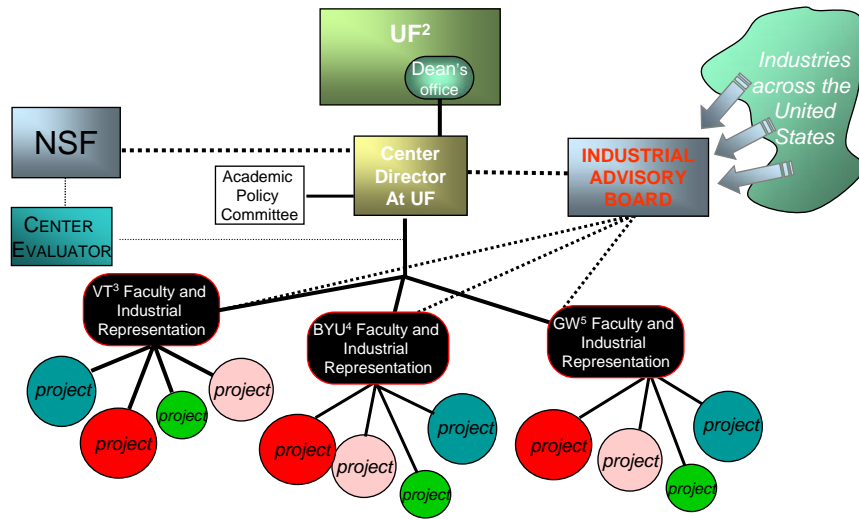 UF²
Dean's
office
Industries
across the
United
States
NSF
Center
Director
At UF
INDUSTRIAL
ADVISORY
BOARD
Academic
Policy
Committee
CENTER
EVALUATOR
VT³ Faculty and
Industrial
Representation
BYU⁴ Faculty and
Industrial
Representation
GW⁵ Faculty and
Industrial
Representation
project
project
project
project
project
project
project
project
project
project
project
project